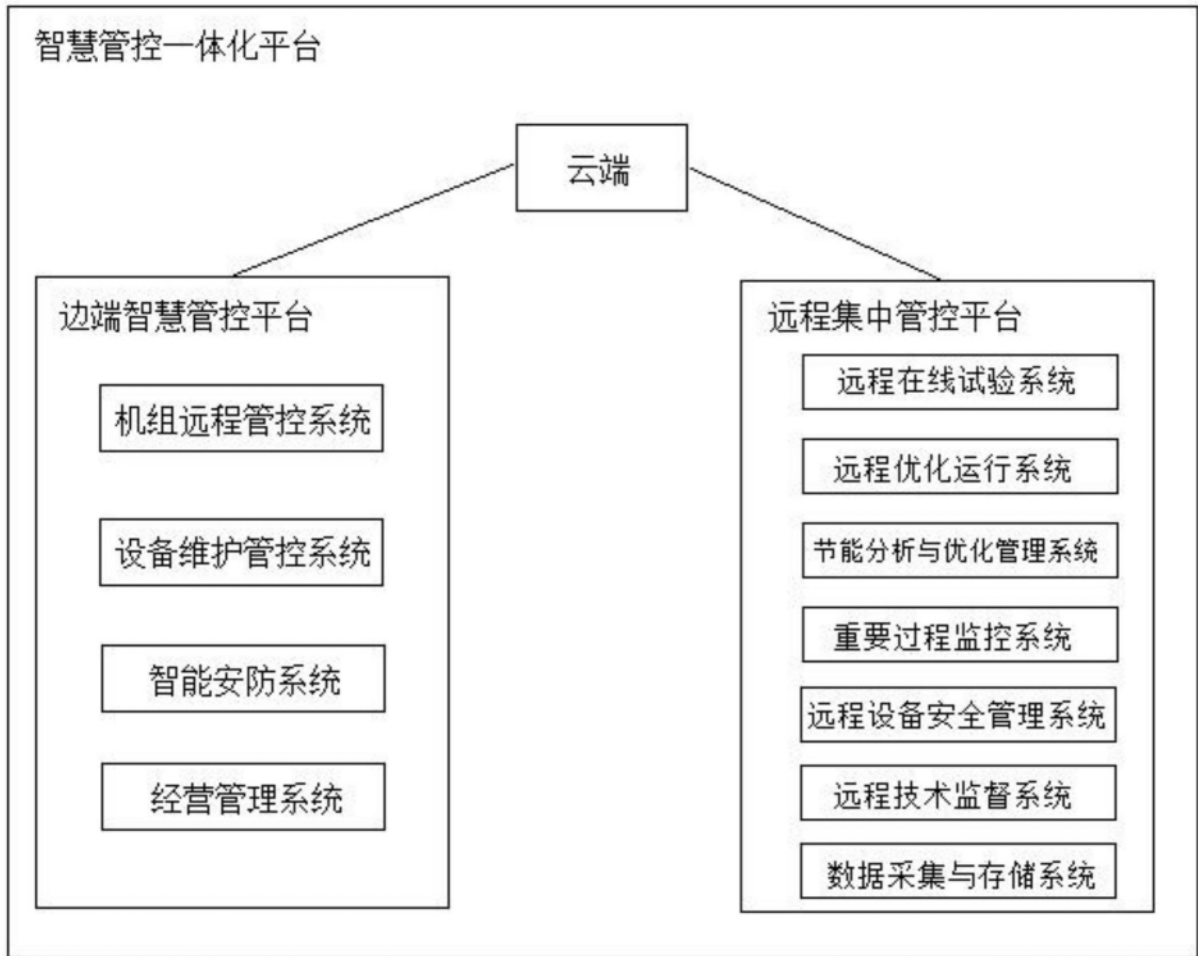 智慧管控一体化平台
云端
边端智慧管控平台
机组远程管控系统
设备维护管控系统
智能安防系统
经营管理系统
远程集中管控平台
远程在线试验系统
远程优化运行系统
节能分析与优化管理系统
重要过程监控系统
远程设备安全管理系统
远程技术监督系统
数据采集与存储系统